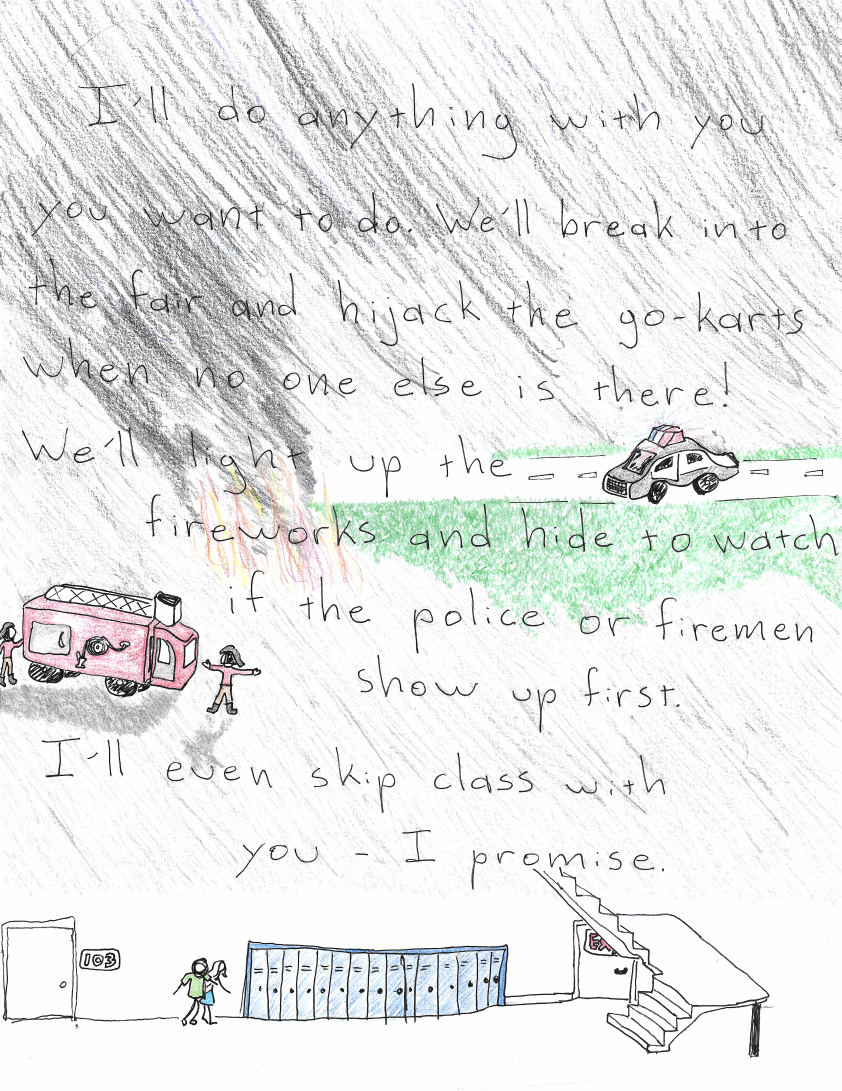 I'll do anything with you
you want to do. We'll break into
the fair and hijack the go-karts
when no one else is there!
We'll light up the
fireworks and hide to watch
if the police or firemen
show up first.
I'll even skip class with
you - I promise.
103
EX